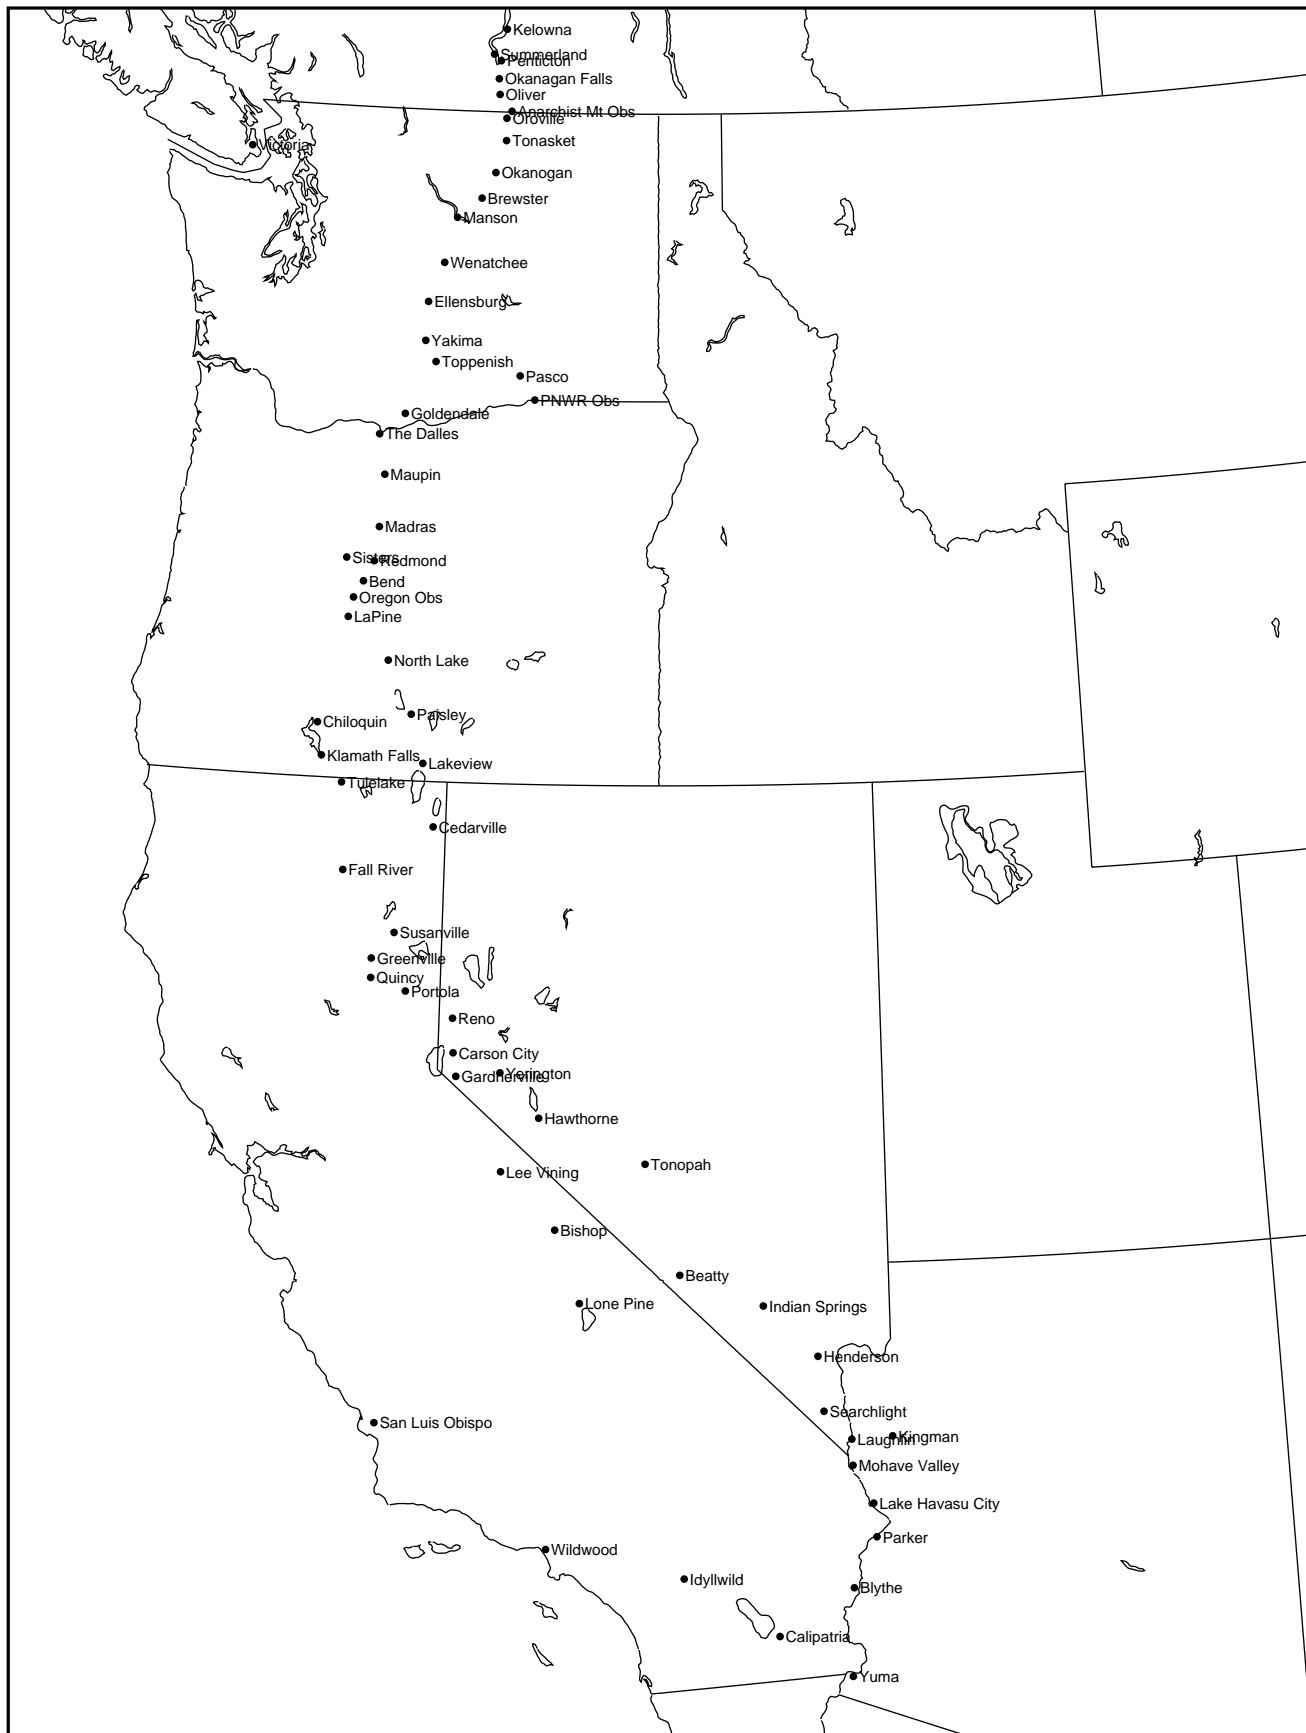 Kelowna
Summerland
Penticton
Okanagan Falls
Oliver
Anarchist Mt Obs
Oroville
Tonasket
Victoria
Okanogan
Brewster
Manson
Wenatchee
Ellensburg
Yakima
Toppenish
Pasco
PNWR Obs
Goldendale
The Dalles
Maupin
Madras
Sisters
Redmond
Bend
Oregon Obs
LaPine
North Lake
Paisley
Chiloquin
Klamath Falls
Lakeview
Tulelake
Cedarville
Fall River
Susanville
Greenville
Quincy
Portola
Reno
Carson City
Yerington
Gardnerville
Hawthorne
Tonopah
Lee Vining
Bishop
Beatty
Lone Pine
Indian Springs
Henderson
Searchlight
San Luis Obispo
Kingman
Laughlin
Mohave Valley
Lake Havasu City
Parker
Wildwood
Idyllwild
Blythe
Calipatria
Yuma